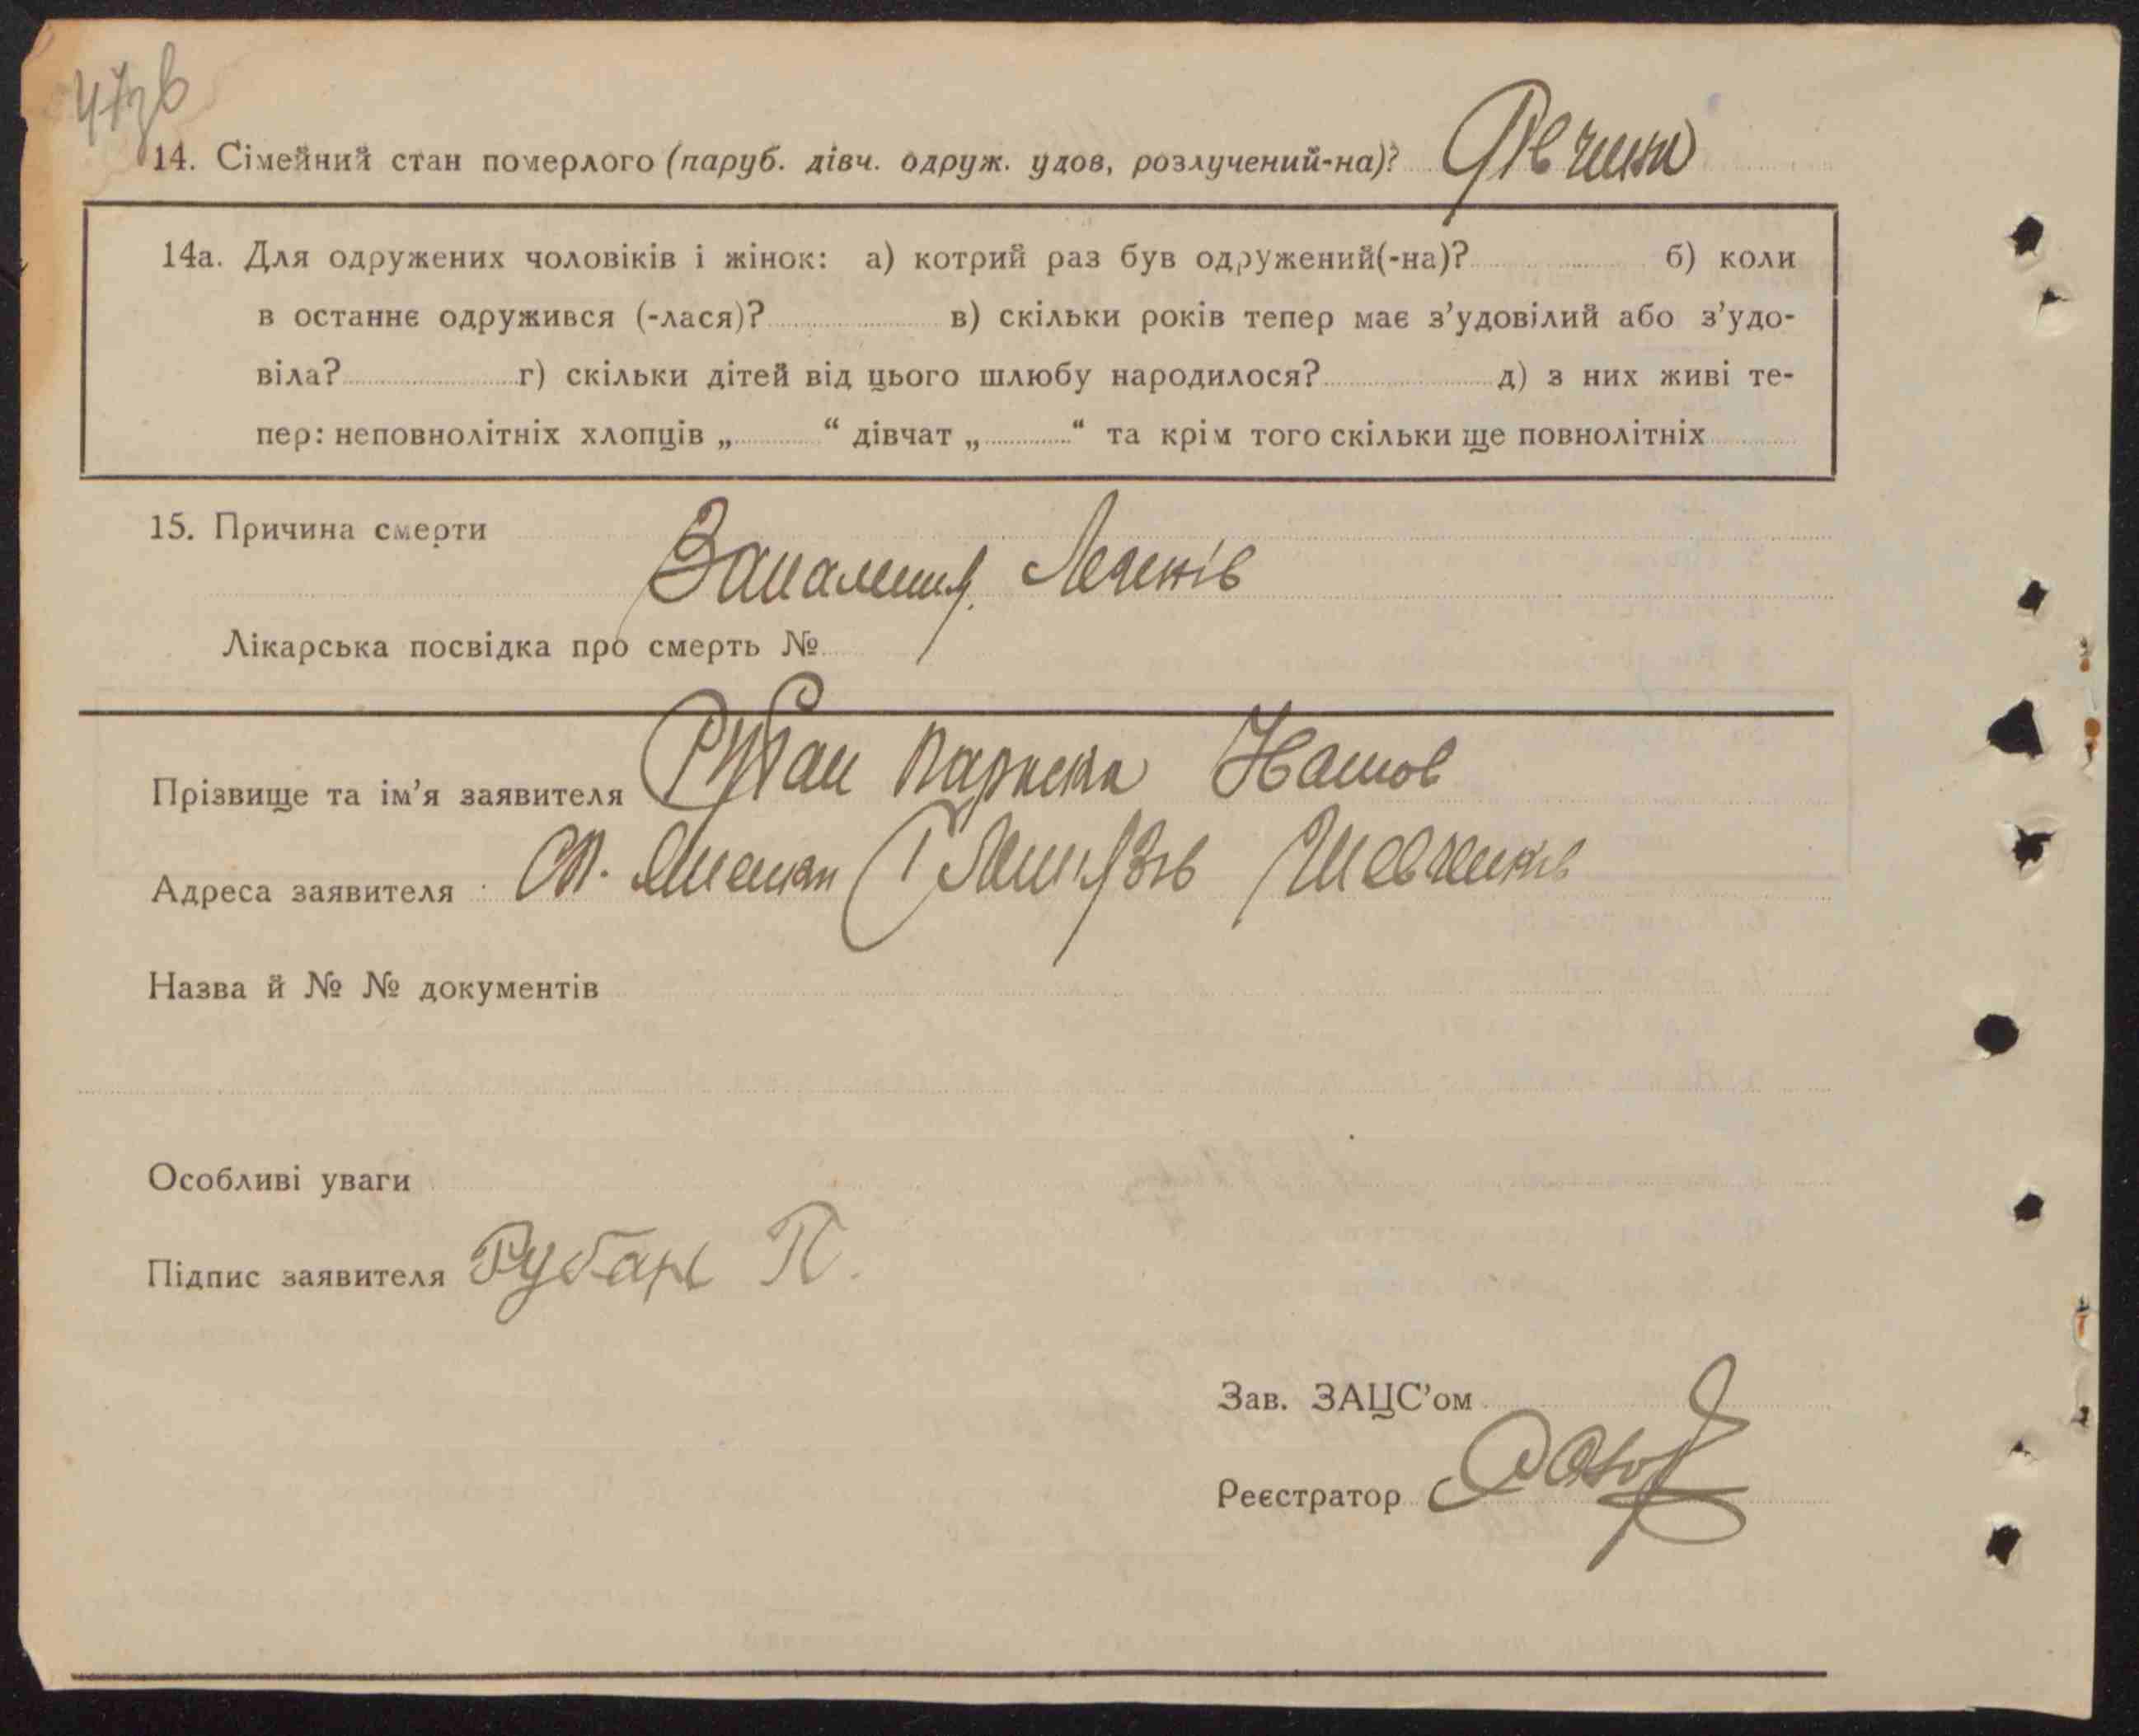 47зв
14. Сімейний стан померлого (паруб. дівч. одруж. удов, розлучений-на)? Дівчина
14а. Для одружених чоловіків і жінок: а) котрий раз був одружений(-на)? б) коли
в останнє одружився (-лася)? в) скільки років тепер має з’удовілий або з’удо-
віла? г) скільки дітей від цього шлюбу народилося? д) з них живі те-
пер: неповнолітніх хлопців „ “ дівчат „ “ та крім того скільки ще повнолітніх
15. Причина смерти
Запалення Легенів
Лікарська посвідка про смерть №
Прізвище та ім’я заявителя Рубан Параска
Адреса заявителя
Назва й № № документів
Особливі уваги
Підпис заявителя Рубан П.
Зав. ЗАЦС’ом
Реєстратор